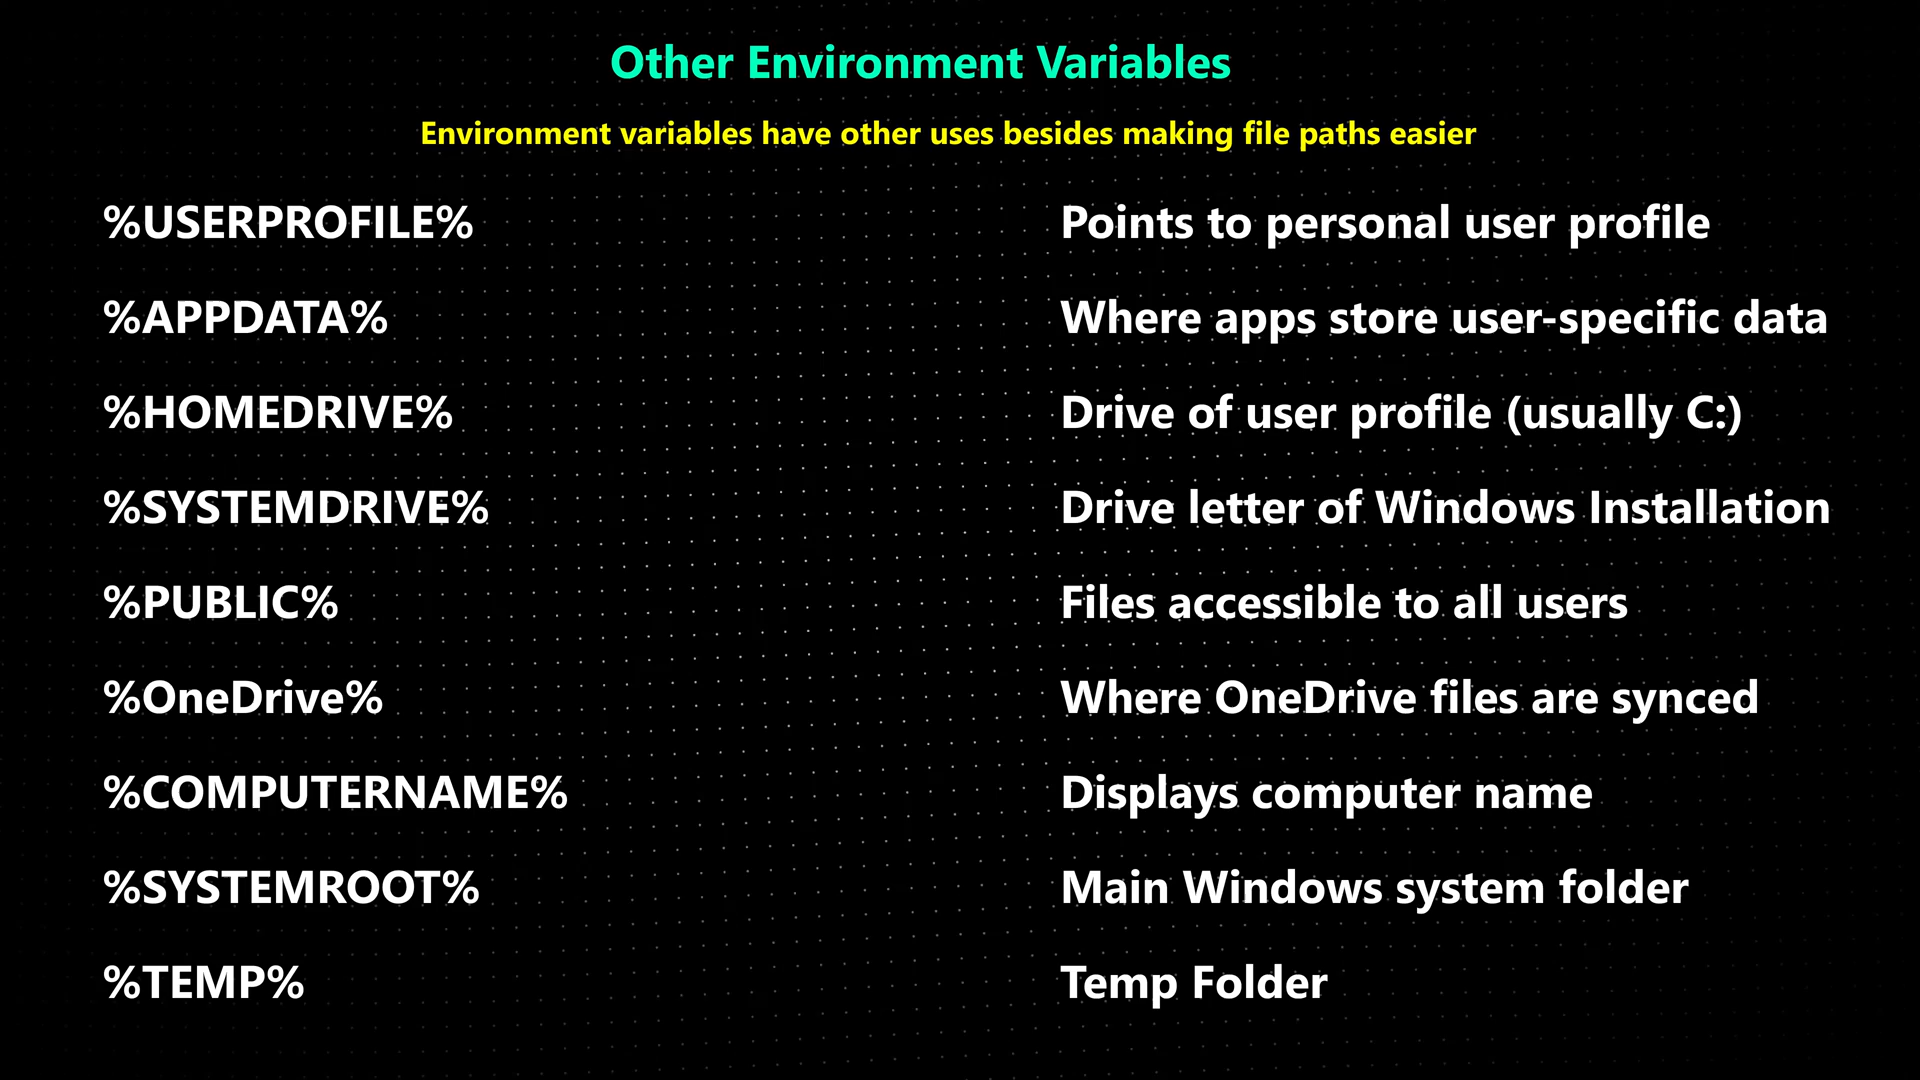 Other Environment Variables
Environment variables have other uses besides making file paths easier
%USERPROFILE% Points to personal user profile
%APPDATA% Where apps store user-specific data
%HOMEDRIVE% Drive of user profile (usually C:)
%SYSTEMDRIVE% Drive letter of Windows Installation
%PUBLIC% Files accessible to all users
%OneDrive% Where OneDrive files are synced
%COMPUTERNAME% Displays computer name
%SYSTEMROOT% Main Windows system folder
%TEMP% Temp Folder